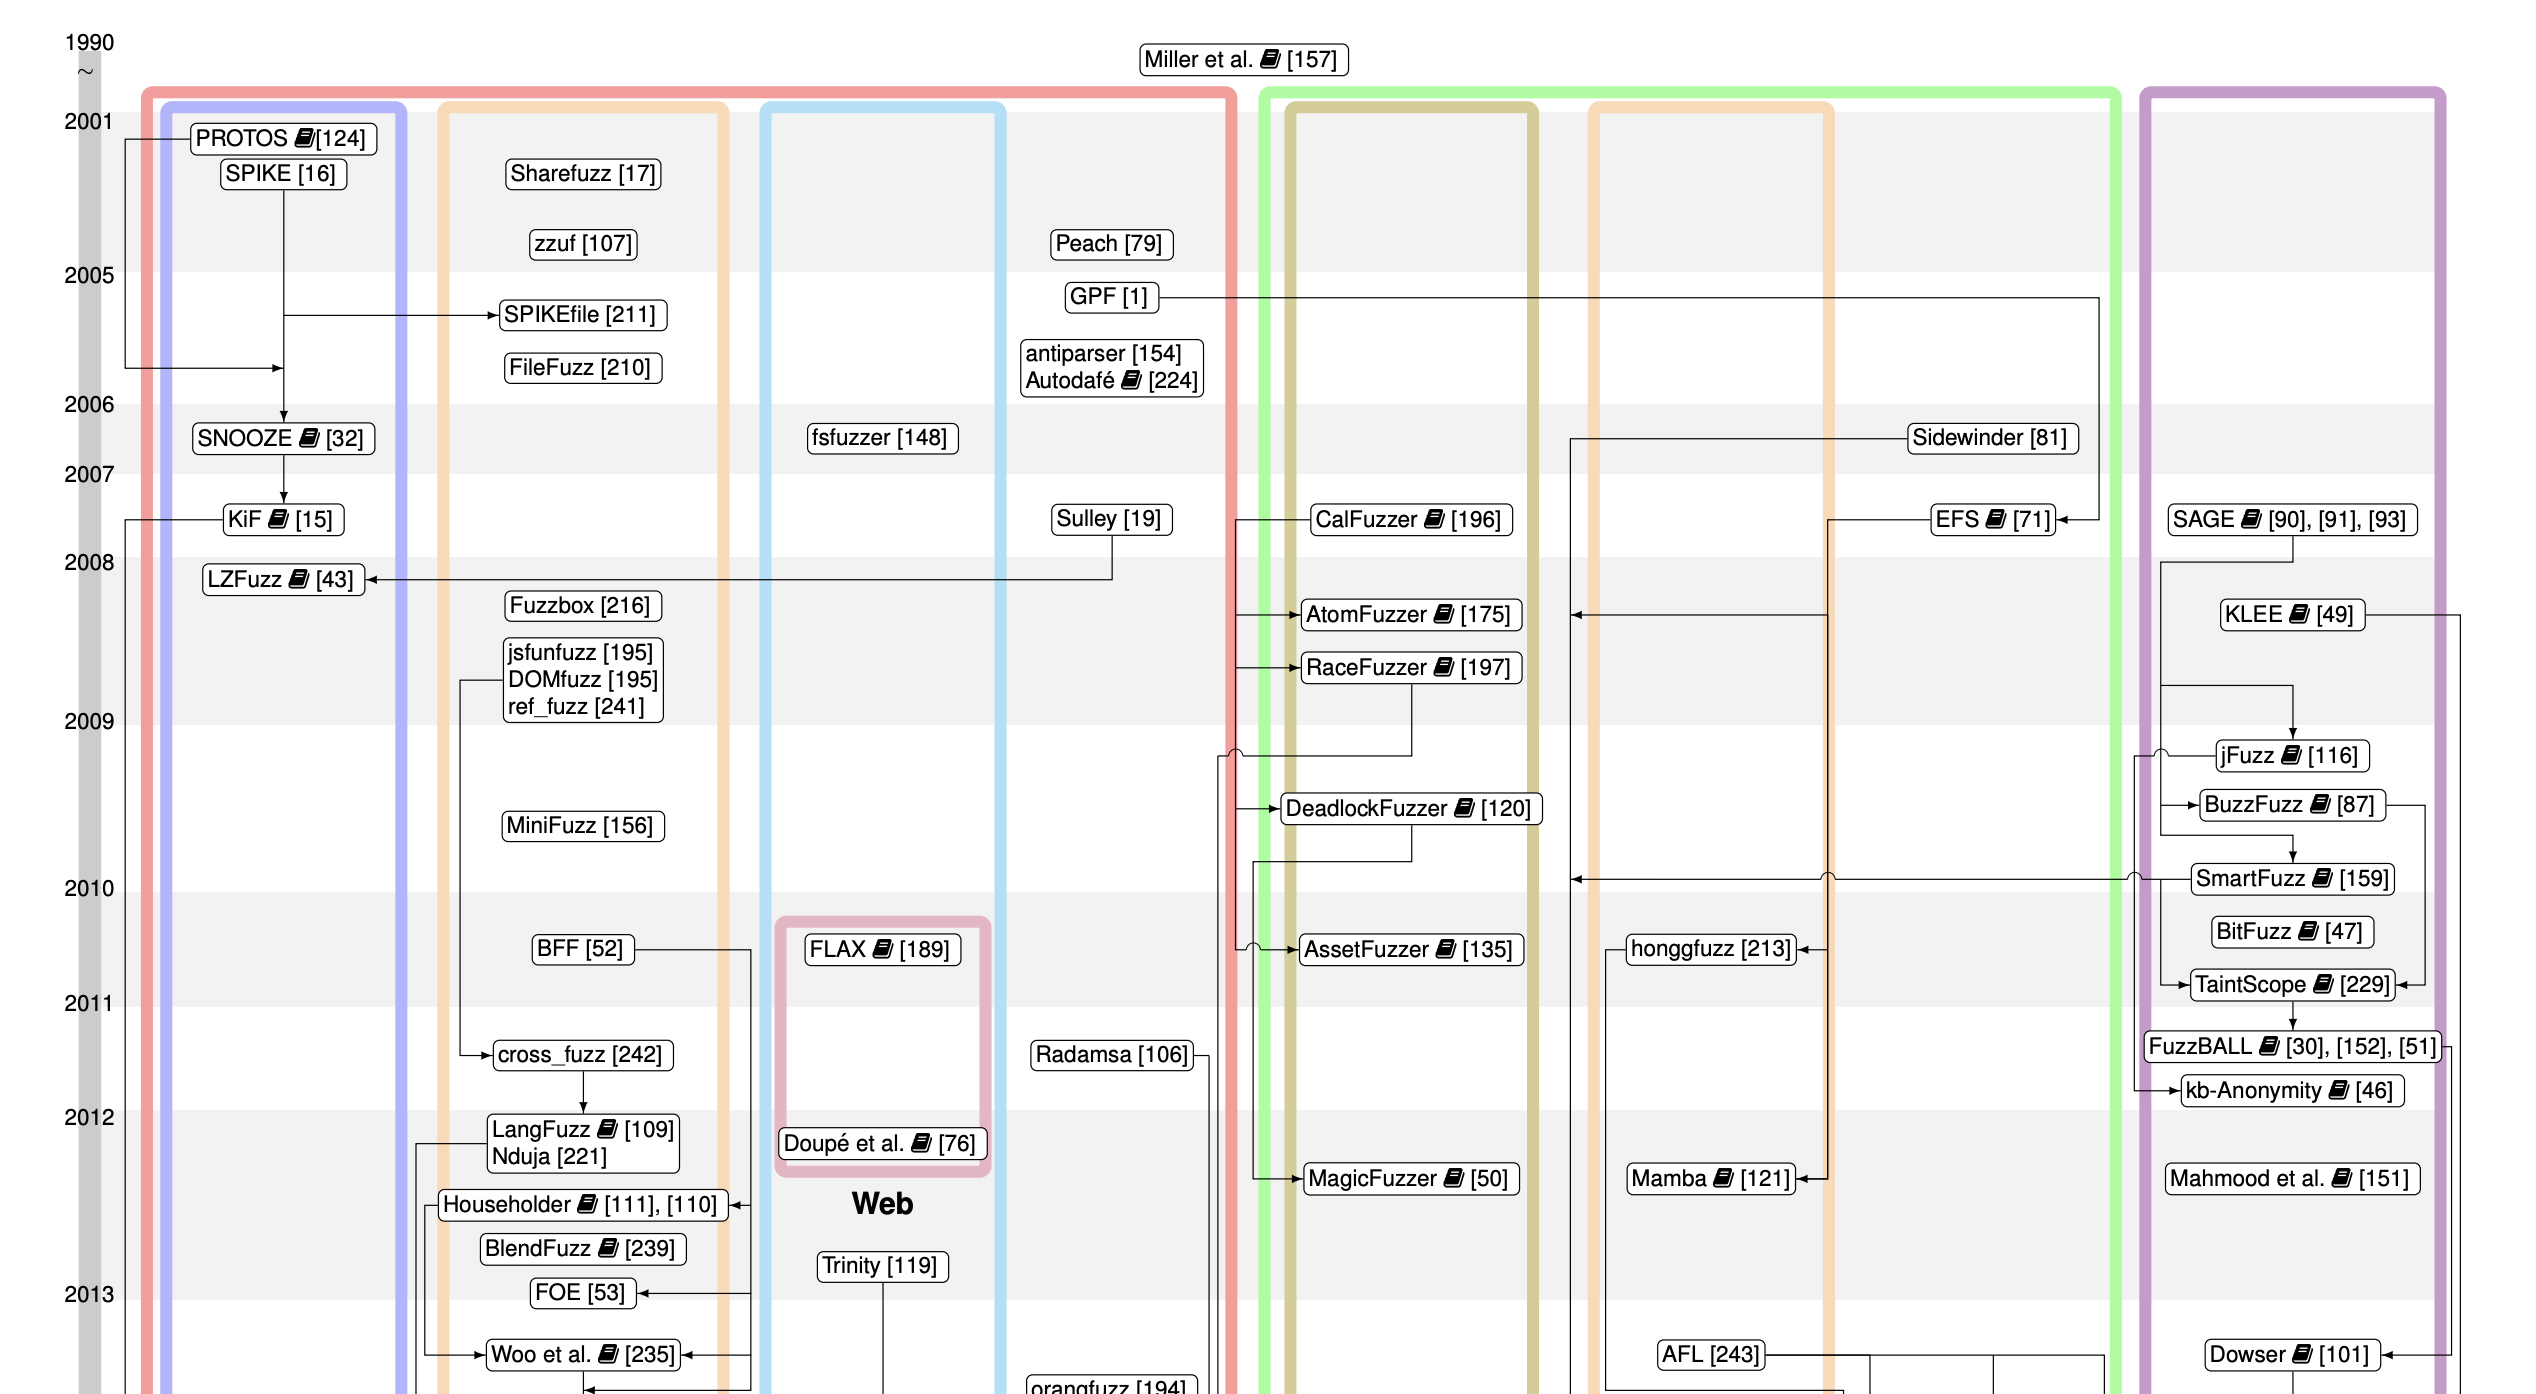 1990
~
Miller et al. [157]
2001
PROTOS [124]
SPIKE [16]
Sharefuzz [17]
zzuf [107]
Peach [79]
2005
GPF [1]
SPIKEfile [211]
antiparser [154]
Autodafé [224]
FileFuzz [210]
2006
SNOOZE [32]
fsfuzzer [148]
Sidewinder [81]
2007
KiF [15]
Sulley [19]
CalFuzzer [196]
EFS [71]
SAGE [90], [91], [93]
2008
LZFuzz [43]
Fuzzbox [216]
AtomFuzzer [175]
KLEE [49]
jsfunfuzz [195]
DOMfuzz [195]
ref_fuzz [241]
RaceFuzzer [197]
2009
jFuzz [116]
BuzzFuzz [87]
DeadlockFuzzer [120]
MiniFuzz [156]
2010
SmartFuzz [159]
BitFuzz [47]
BFF [52]
FLAX [189]
AssetFuzzer [135]
honggfuzz [213]
TaintScope [229]
2011
FuzzBALL [30], [152], [51]
cross_fuzz [242]
Radamsa [106]
kb-Anonymity [46]
2012
LangFuzz [109]
Nduja [221]
Doupé et al. [76]
MagicFuzzer [50]
Mamba [121]
Mahmood et al. [151]
Householder [111], [110]
Web
BlendFuzz [239]
Trinity [119]
2013
FOE [53]
Woo et al. [235]
AFL [243]
Dowser [101]
orangfuzz [194]